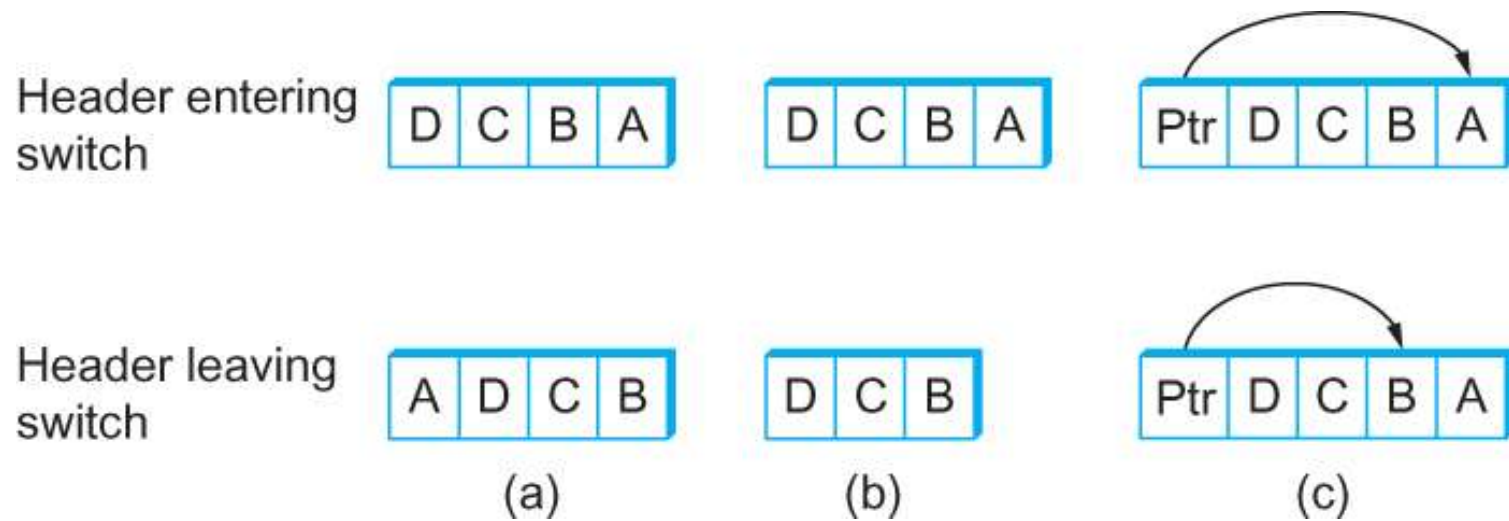 Header entering
switch
D C B A
D C B A
Ptr D C B A
Header leaving
switch
A D C B
D C B
Ptr D C B A
(a)
(b)
(c)